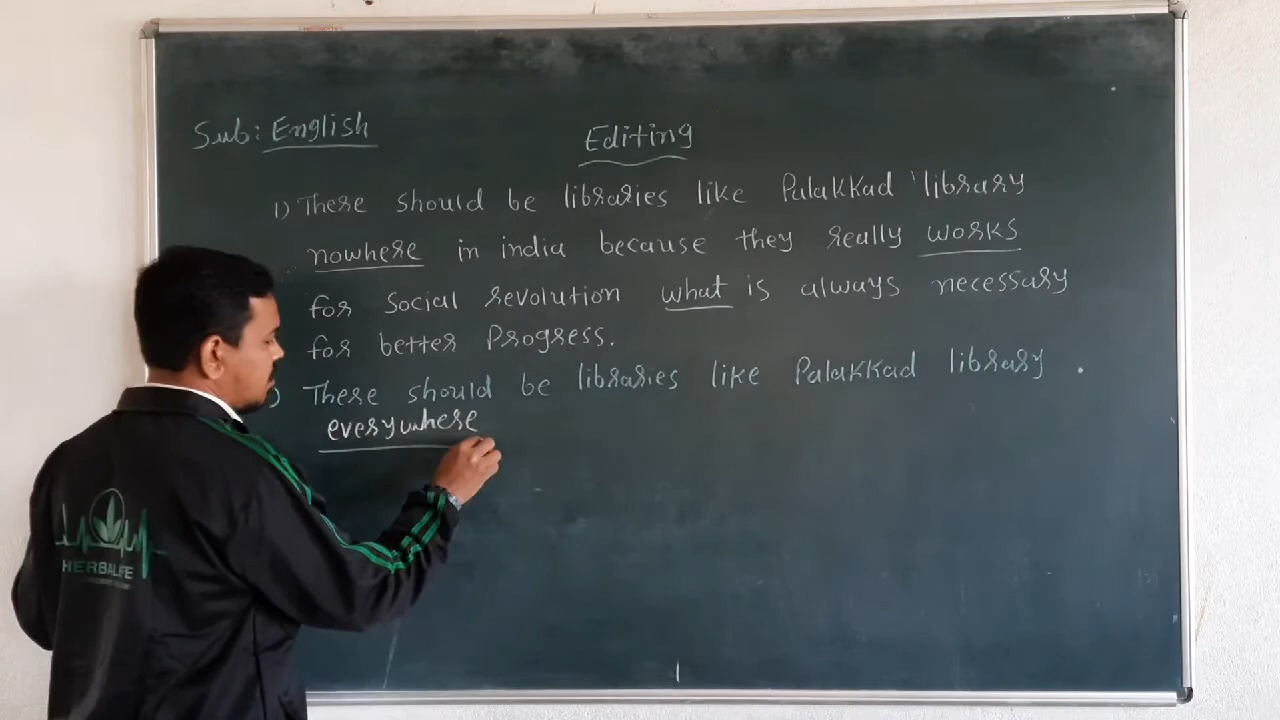 Sub: English
Editing
1) There should be libraries like Palakkad library
nowhere in india because they really works
for social revolution what is always necessary
for better Progress.
) There should be libraries like Palakkad library
everywhere
HERBALIFE